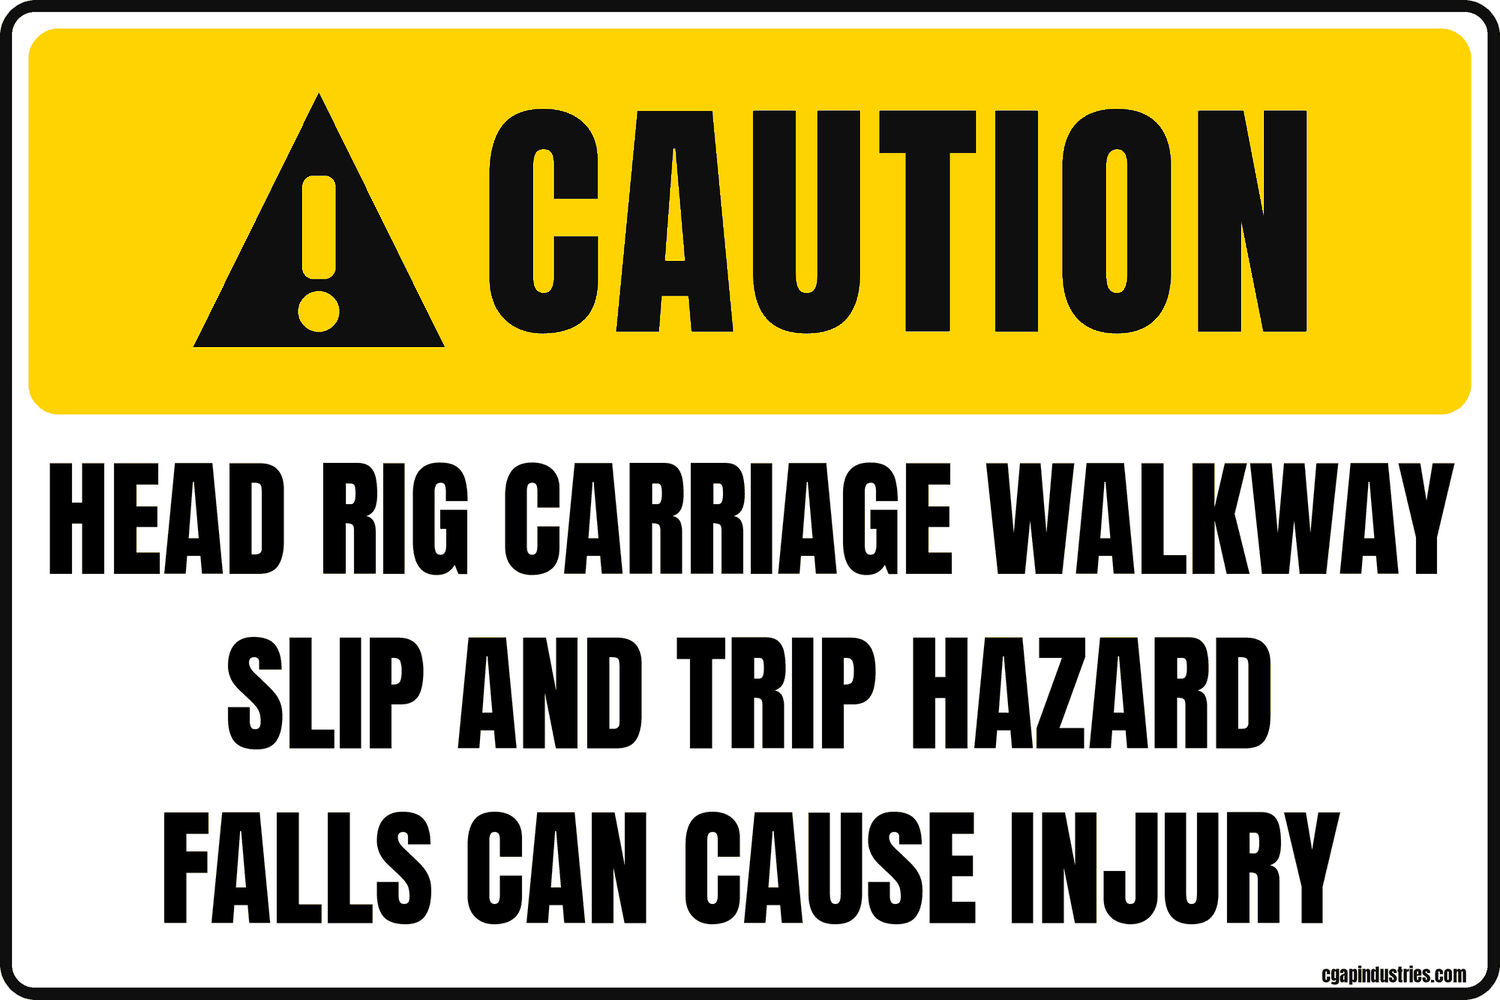 CAUTION
HEAD RIG CARRIAGE WALKWAY
SLIP AND TRIP HAZARD
FALLS CAN CAUSE INJURY
cgapindustries.com